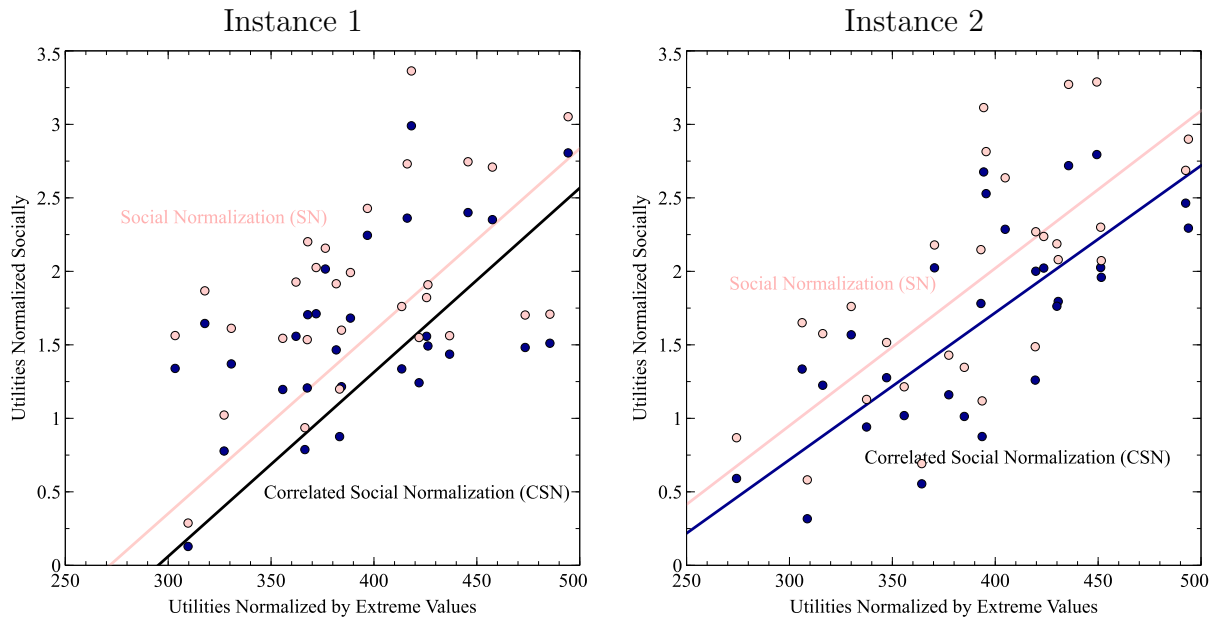 Instance 1
3.5
3
2.5
2
1.5
1
0.5
0
250
300
350
400
450
500
Utilities Normalized Socially
Utilities Normalized by Extreme Values
Social Normalization (SN)
Correlated Social Normalization (CSN)
Instance 2
3.5
3
2.5
2
1.5
1
0.5
0
250
300
350
400
450
500
Utilities Normalized Socially
Utilities Normalized by Extreme Values
Social Normalization (SN)
Correlated Social Normalization (CSN)